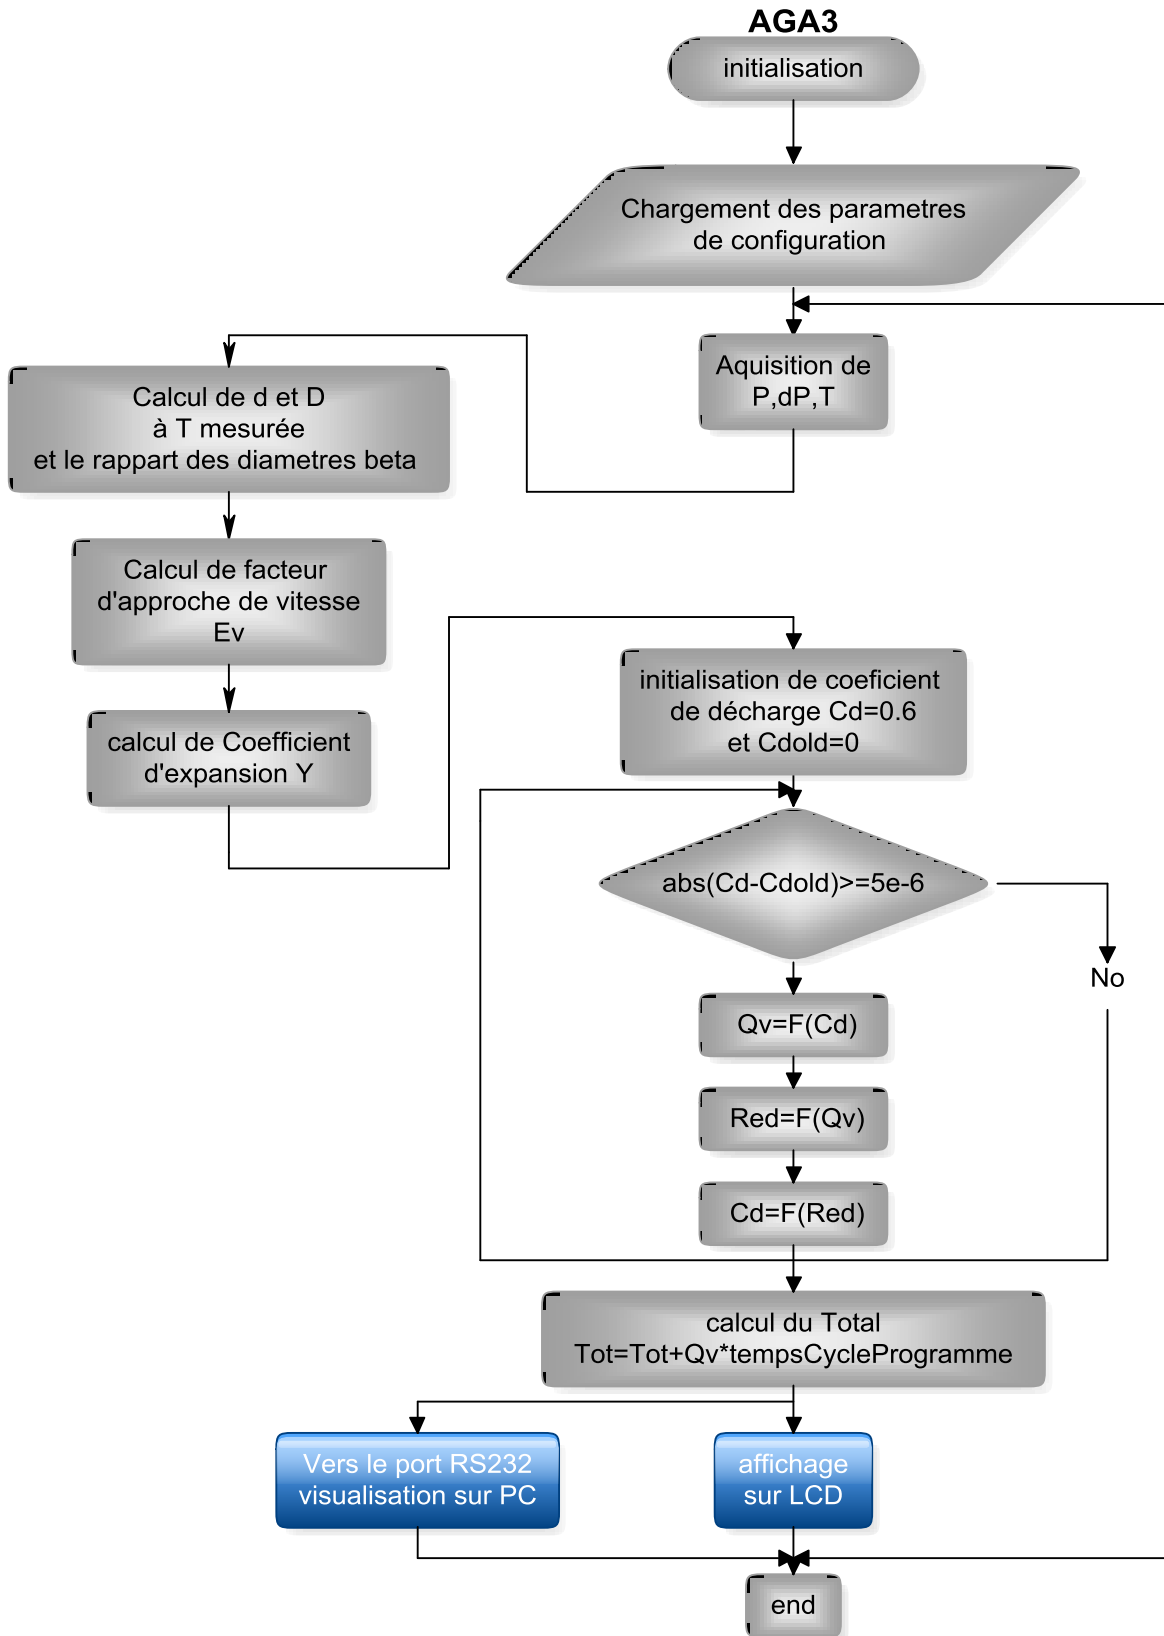 AGA3
initialisation
Chargement des parametres
de configuration
Aquisition de
P,dP,T
Calcul de d et D
à T mesurée
et le rappart des diametres beta
Calcul de facteur
d'approche de vitesse
Ev
calcul de Coefficient
d'expansion Y
initialisation de coeficient
de décharge Cd=0.6
et Cdold=0
abs(Cd-Cdold)>=5e-6
No
Qv=F(Cd)
Red=F(Qv)
Cd=F(Red)
calcul du Total
Tot=Tot+Qv*tempsCycleProgramme
Vers le port RS232
visualisation sur PC
affichage
sur LCD
end